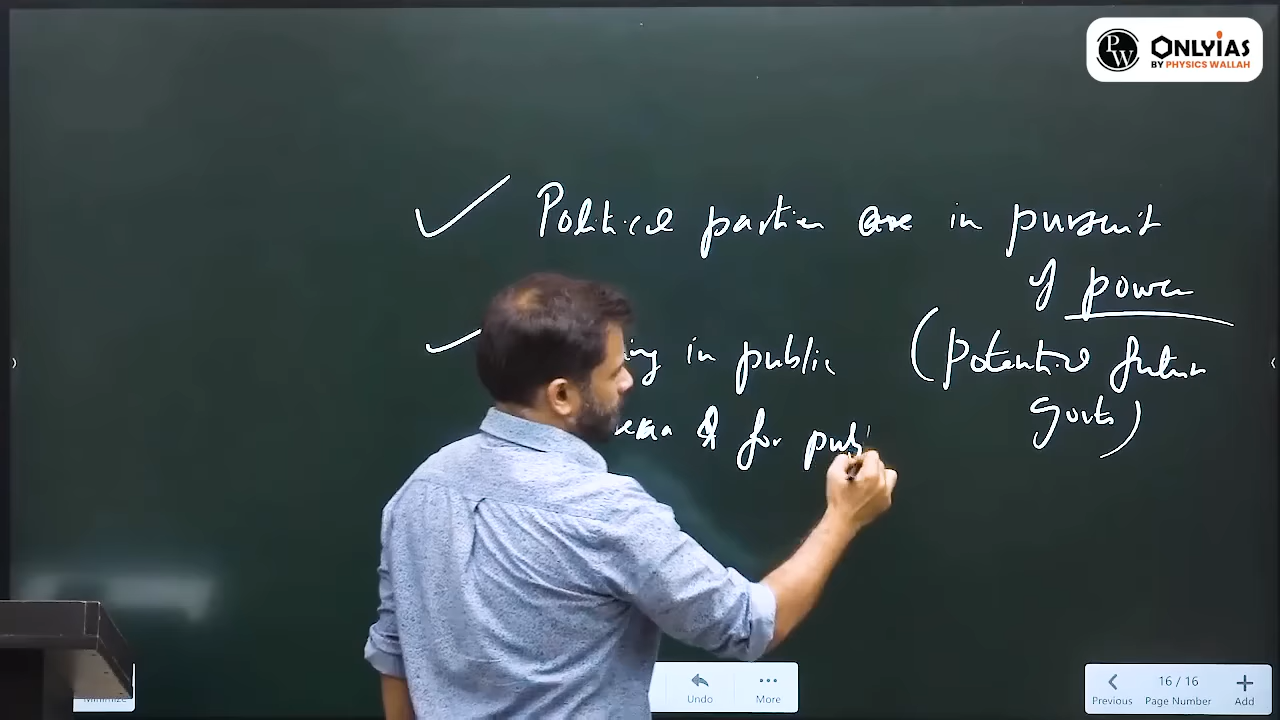 PW ONLYIAS
BY PHYSICS WALLAH
✓ Political parties are in pursuit
of power
(potential future
govts)
✓ in public
& for
Undo
More
16 / 16
Previous Page Number Add